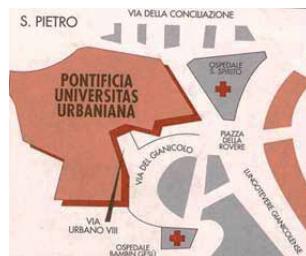 S. PIETRO
VIA DELLA CONCILIAZIONE
OSPEDALE
S. SPIRITO
PONTIFICIA
UNIVERSITAS
URBANIANA
PIAZZA
DELLA
ROVERE
VIA DEL GIANICOLO
LUNGOTEVERE GIANICOLENSE
VIA
URBANO VIII
OSPEDALE
BAMBIN GESÙ